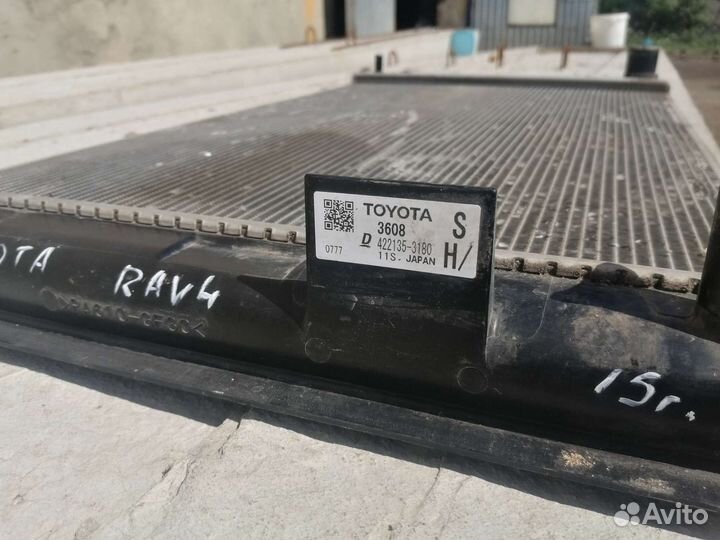 TOYOTA
3608
S
D 422135-3180
H/
0777
11S. JAPAN
OTA RAV4
15г.
Avito